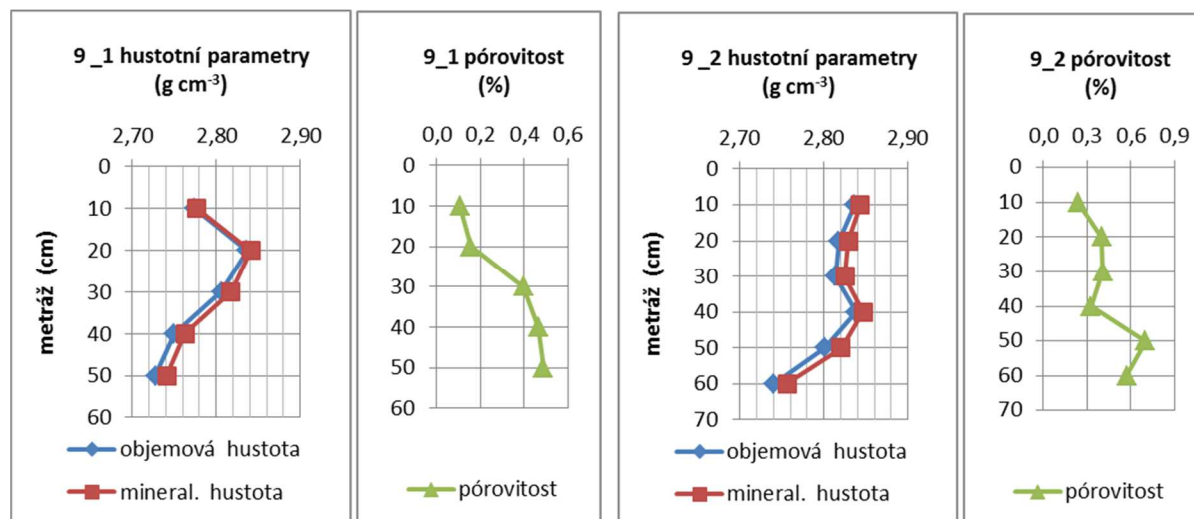 9 _1 hustotní parametry
(g cm⁻³)
2,70 2,80 2,90
0
10
20
30
40
50
60
metráž (cm)
objemová hustota
mineral. hustota
9_1 pórovitost
(%)
0,0 0,2 0,4 0,6
0
10
20
30
40
50
60
pórovitost
9 _2 hustotní parametry
(g cm⁻³)
2,70 2,80 2,90
0
10
20
30
40
50
60
70
metráž (cm)
objemová hustota
mineral. hustota
9_2 pórovitost
(%)
0,0 0,3 0,6 0,9
0
10
20
30
40
50
60
70
pórovitost